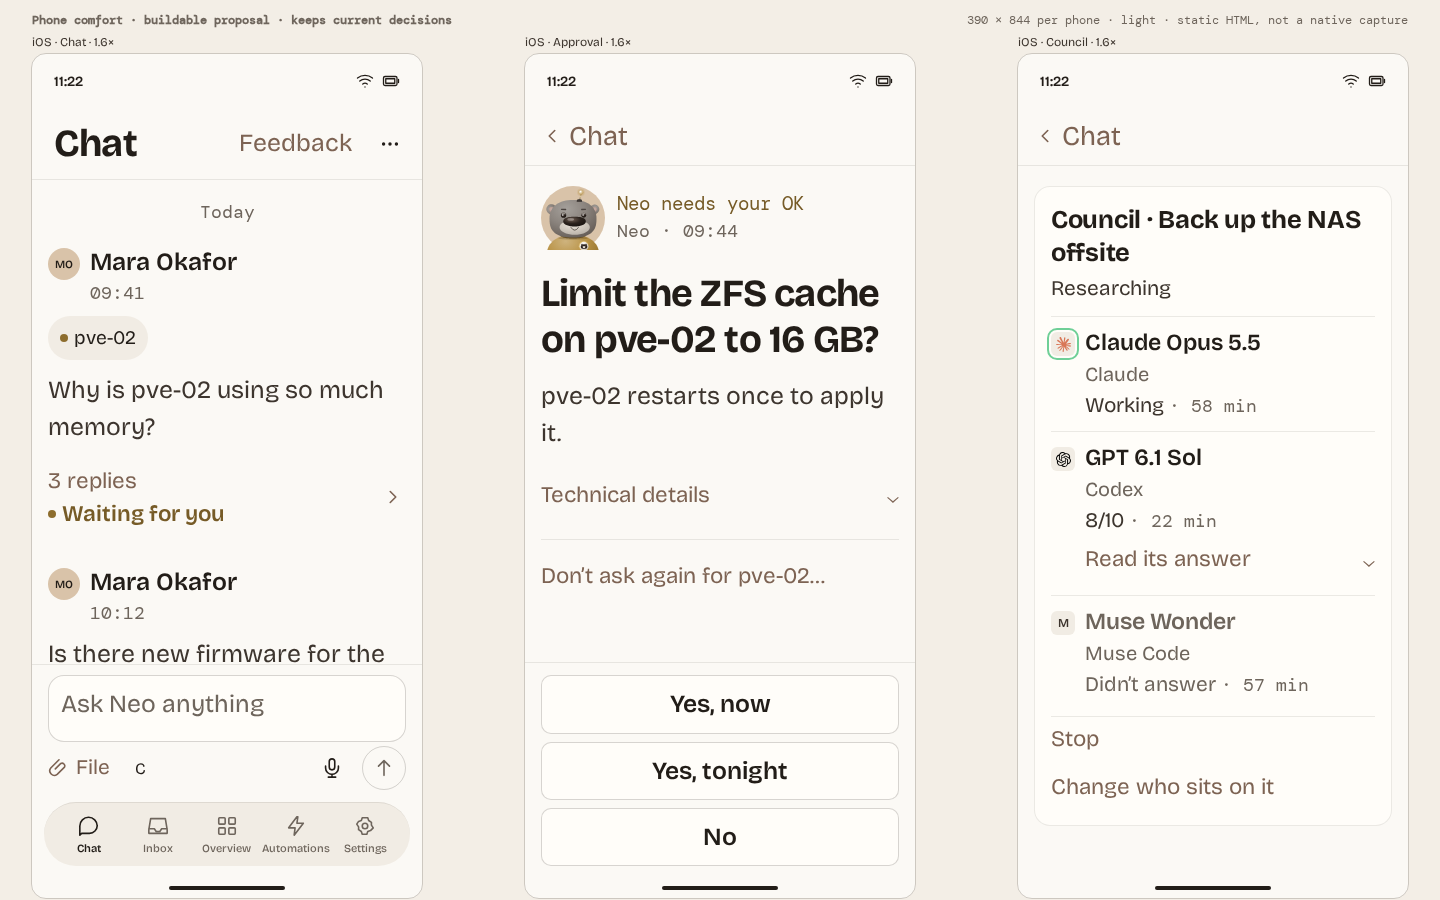 Phone comfort · buildable proposal · keeps current decisions
390 × 844 per phone · light · static HTML, not a native capture
iOS · Chat · 1.6×
11:22
Chat
Feedback
Today
MO
Mara Okafor
09:41
pve-02
Why is pve-02 using so much
memory?
3 replies
Waiting for you
MO
Mara Okafor
10:12
Is there new firmware for the
Ask Neo anything
File
C
Chat
Inbox
Overview
Automations
Settings
iOS · Approval · 1.6×
11:22
Chat
Neo needs your OK
Neo · 09:44
Limit the ZFS cache
on pve-02 to 16 GB?
pve-02 restarts once to apply
it.
Technical details
Don’t ask again for pve-02…
Yes, now
Yes, tonight
No
iOS · Council · 1.6×
11:22
Chat
Council · Back up the NAS
offsite
Researching
Claude Opus 5.5
Claude
Working · 58 min
GPT 6.1 Sol
Codex
8/10 · 22 min
Read its answer
M
Muse Wonder
Muse Code
Didn’t answer · 57 min
Stop
Change who sits on it